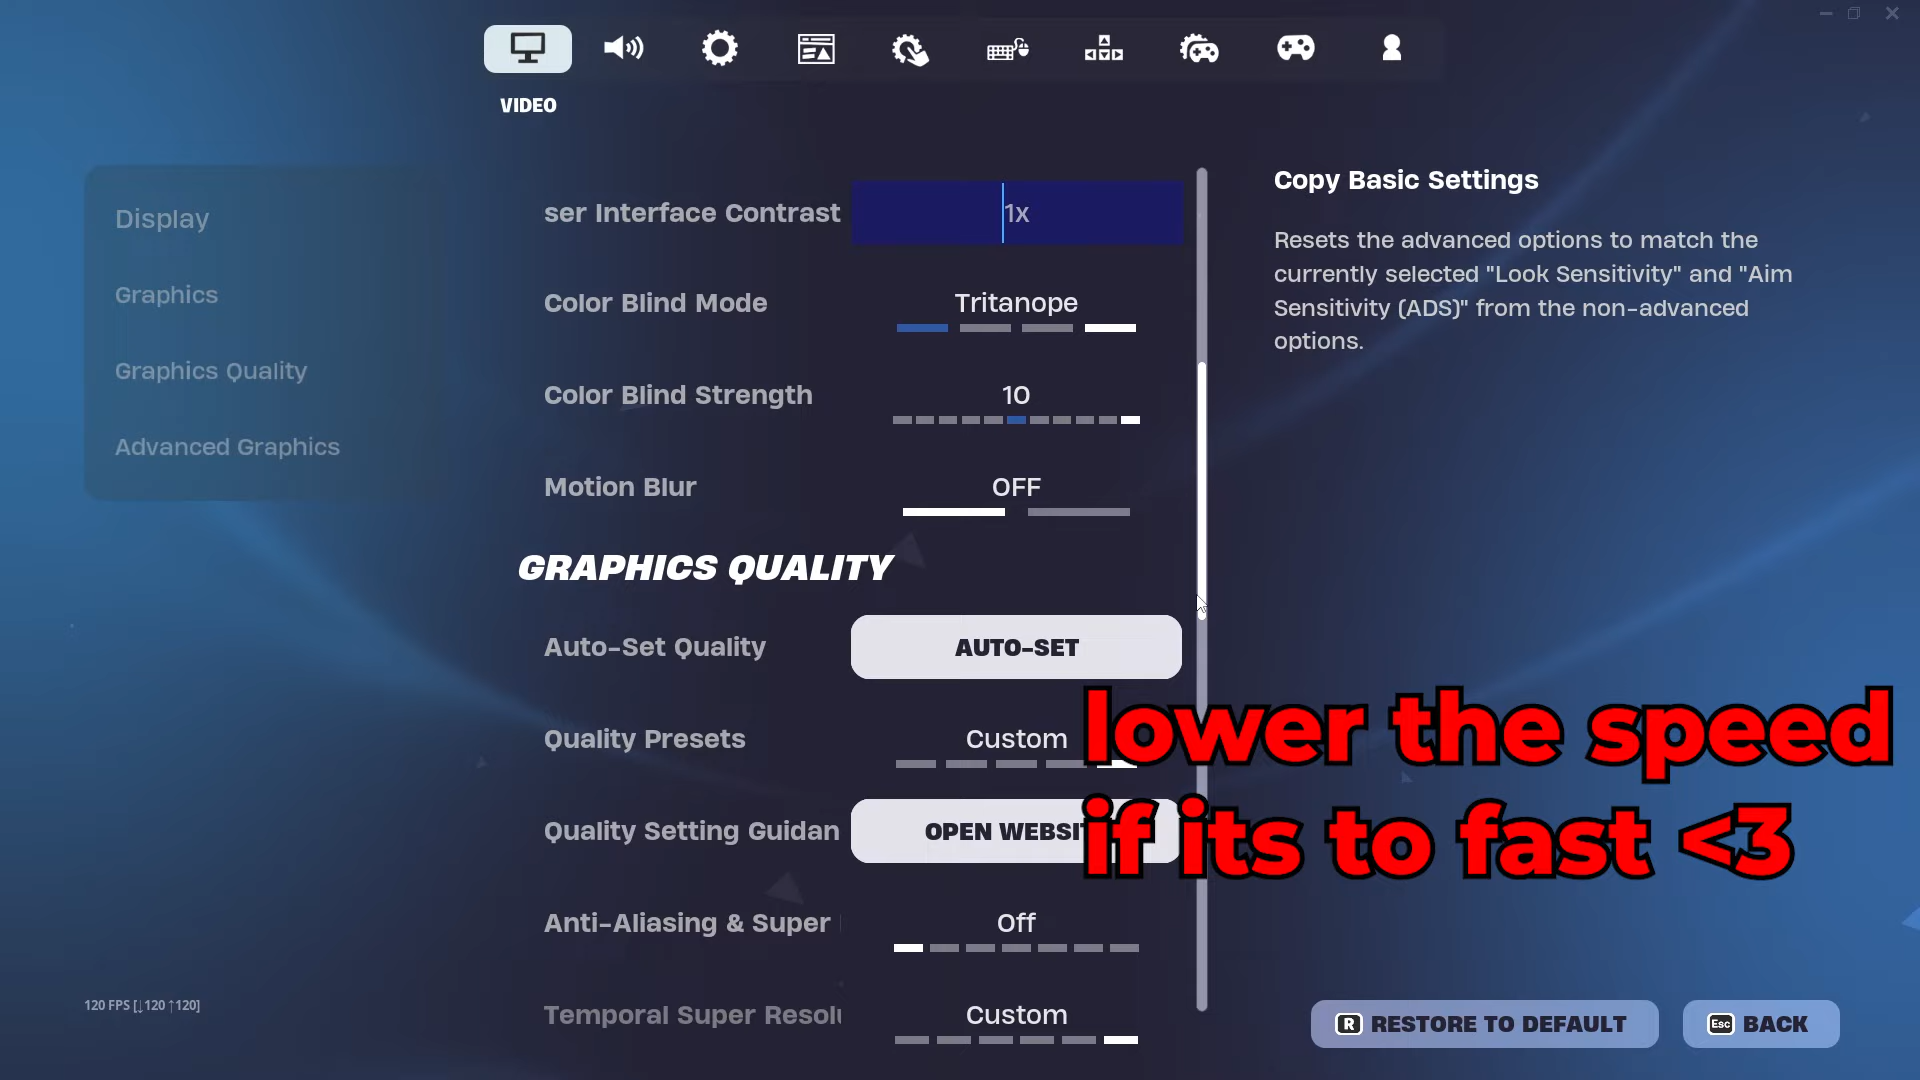 VIDEO
Display
Graphics
Graphics Quality
Advanced Graphics
ser Interface Contrast
1x
Color Blind Mode
Tritanope
Color Blind Strength
10
Motion Blur
OFF
GRAPHICS QUALITY
Auto-Set Quality
AUTO-SET
Quality Presets
Custom
Quality Setting Guidan
OPEN WEBSIT
Anti-Aliasing & Super
Off
Temporal Super Resolu
Custom
Copy Basic Settings
Resets the advanced options to match the
currently selected "Look Sensitivity" and "Aim
Sensitivity (ADS)" from the non-advanced
options.
lower the speed
if its to fast <3
120 FPS [↓120 ↑120]
R RESTORE TO DEFAULT
Esc BACK